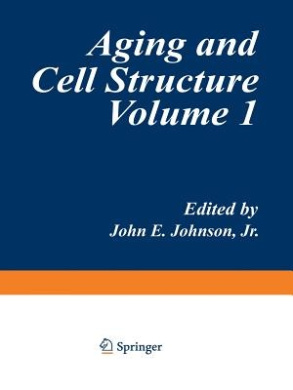 Aging and
Cell Structure
Volume 1
Edited by
John E. Johnson, Jr.
Springer